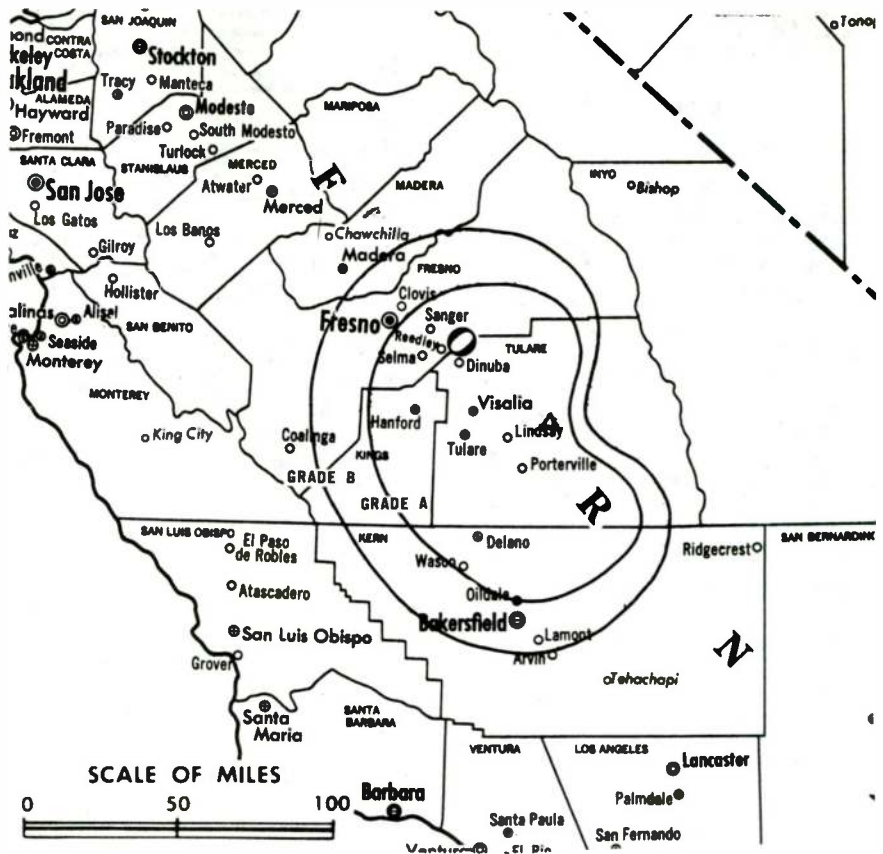 SAN JOAQUIN
CONTRA
COSTA
Stockton
Tonop
Tracy
Manteca
ALAMEDA
Hayward
Modesto
MARIPOSA
Paradise
South Modesto
Fremont
Turlock
SANTA CLARA
STANISLAUS
MERCED
F
INYO
Atwater
MADERA
Bishop
San Jose
Merced
Los Gatos
Los Banos
Chawchilla
Gilroy
Madera
FRESNO
Hollister
Clovis
Alisal
Fresno
Sanger
SAN BENITO
Reedley
Seaside
Selma
TULARE
Monterey
Dinuba
MONTEREY
Visalia
Hanford
King City
Coalinga
Tulare
Lindsay
A
KINGS
Porterville
GRADE B
GRADE A
R
SAN LUIS OBISPO
KERN
SAN BERNARDINO
El Paso
de Robles
Delano
Ridgecrest
Wasco
Atascadero
Oildale
Bakersfield
San Luis Obispo
Lamont
N
Grover
Arvin
Tehachapi
Santa
Maria
SANTA
BARBARA
VENTURA
LOS ANGELES
Lancaster
SCALE OF MILES
Palmdale
0 50 100
Barbara
Santa Paula
San Fernando
Ventura
El Rio